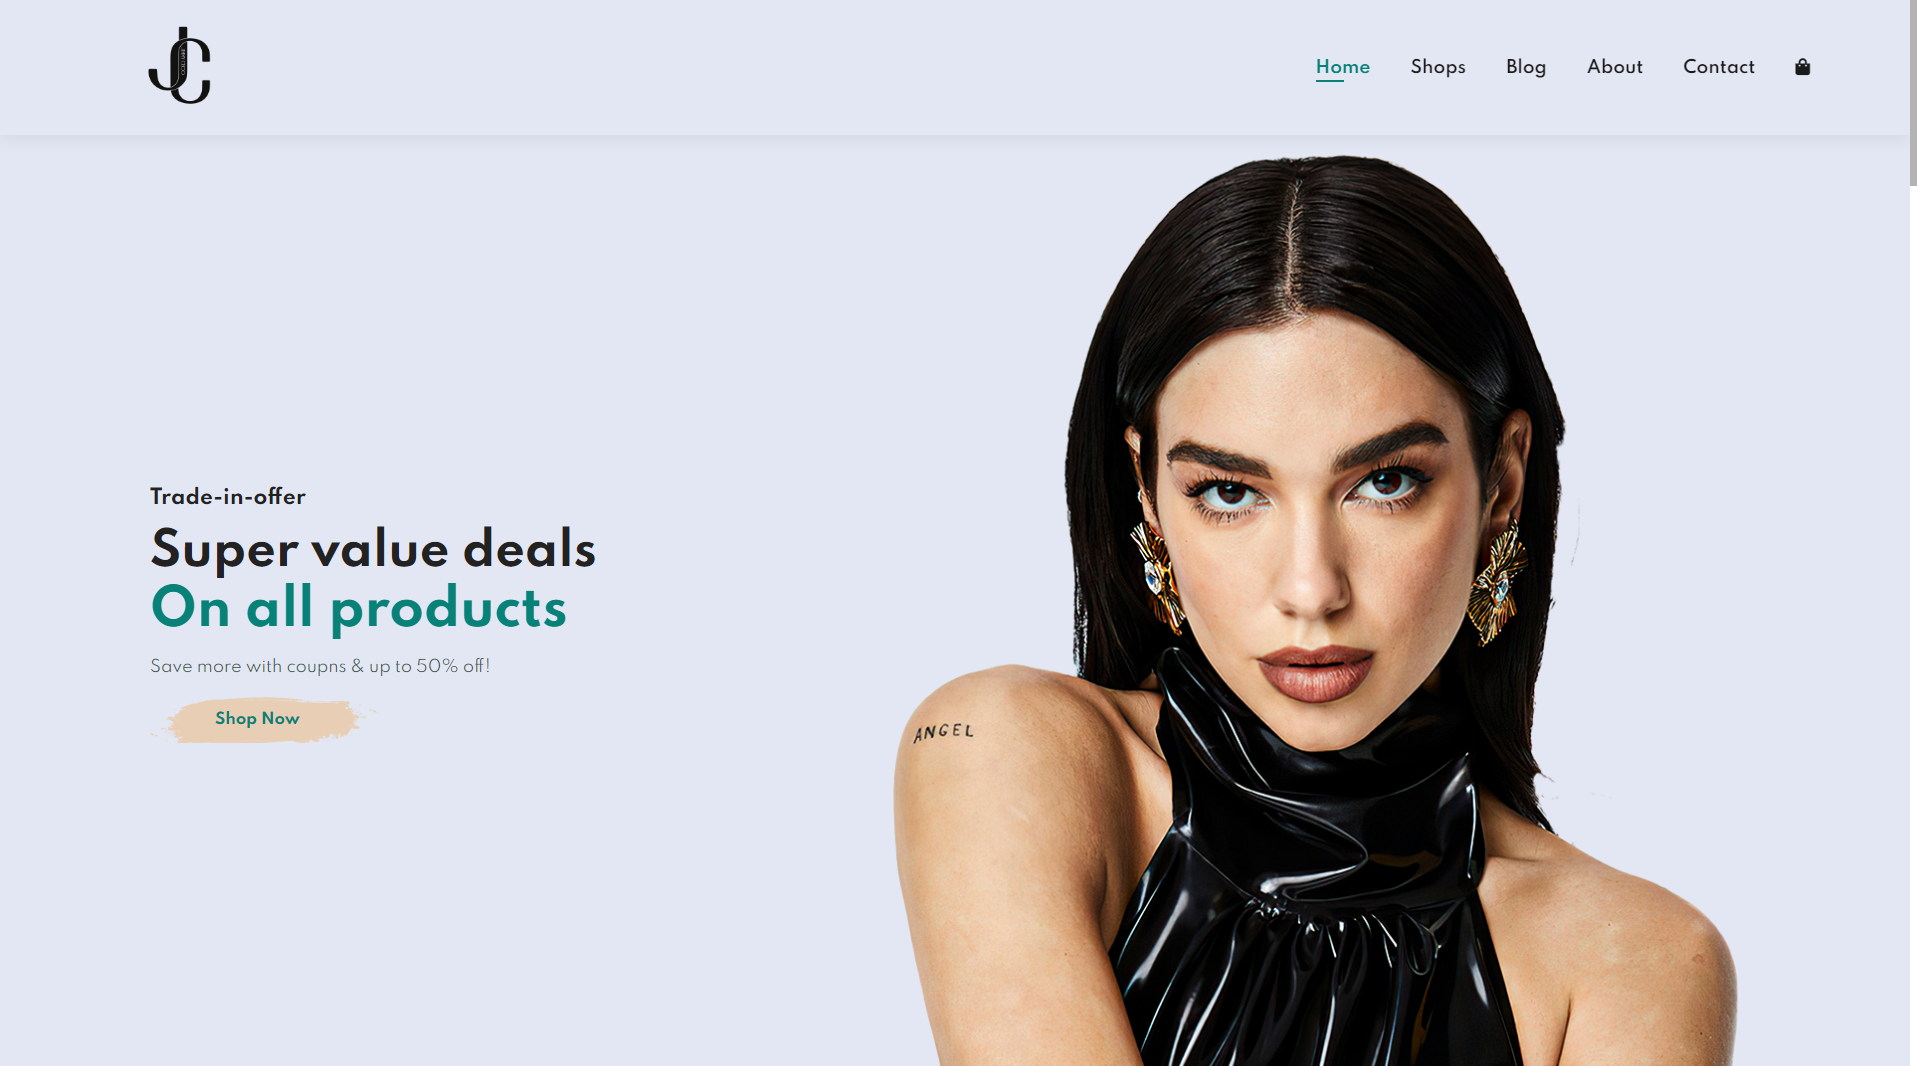 JC
Home Shops Blog About Contact
Trade-in-offer
Super value deals
On all products
Save more with coupns & up to 50% off!
Shop Now
ANGEL